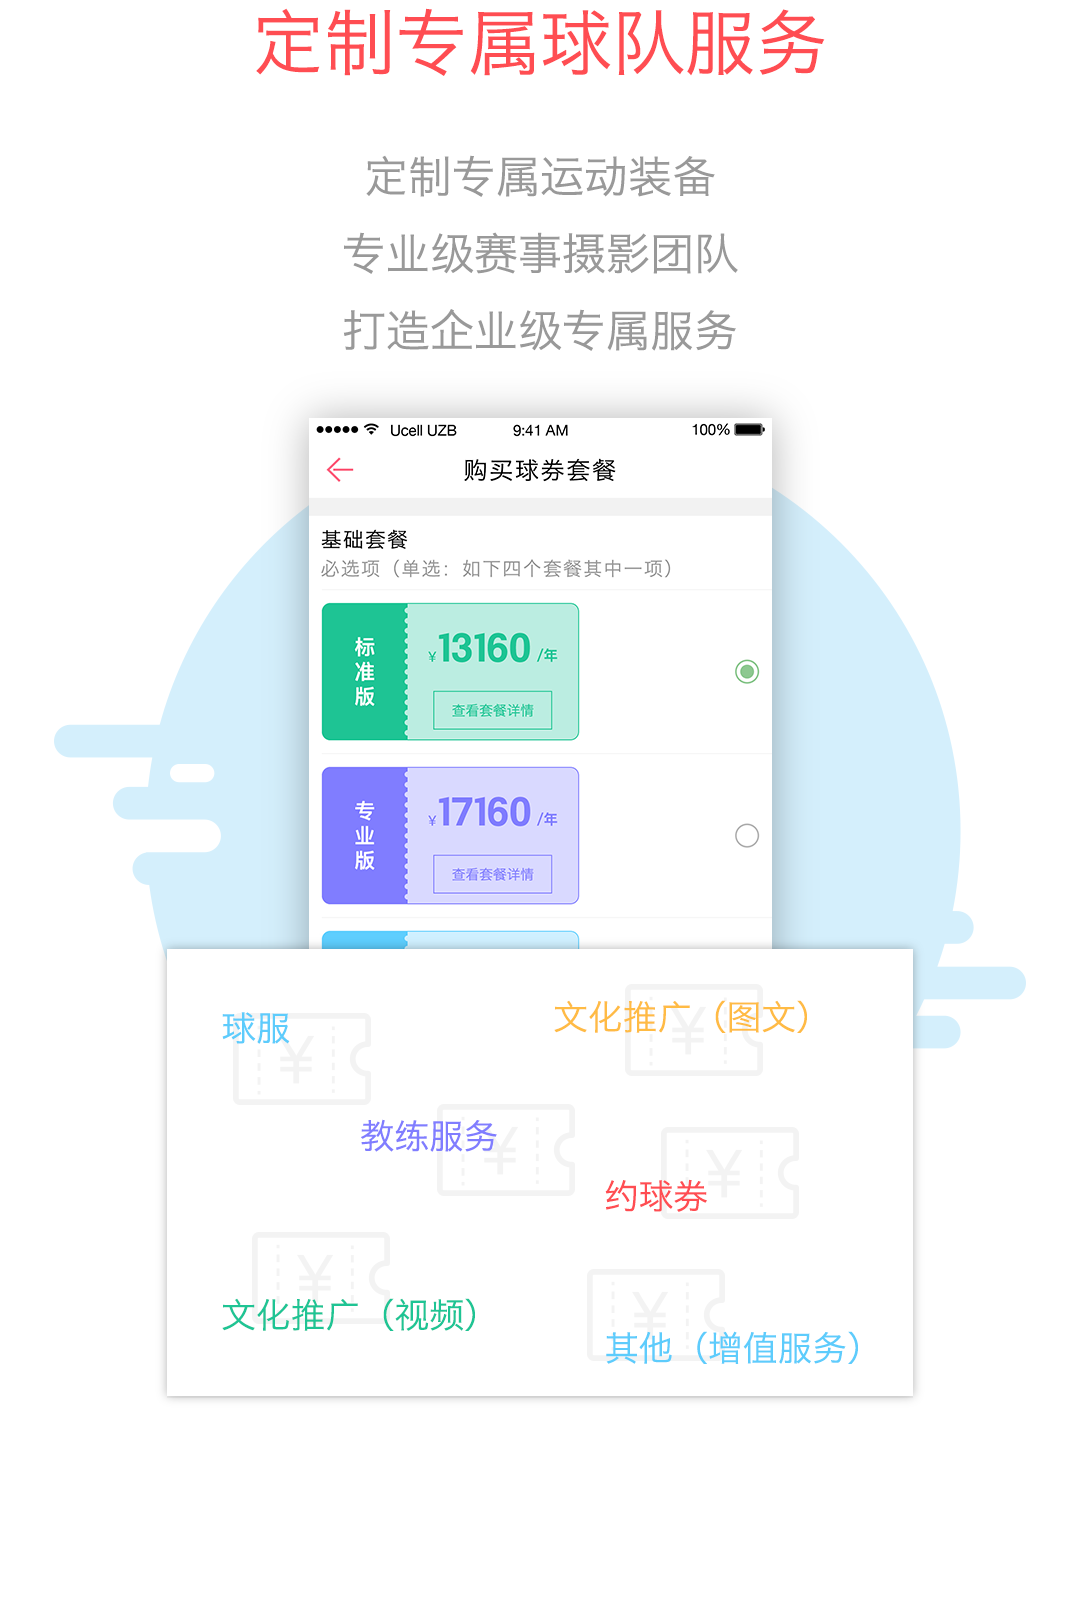 定制专属球队服务
定制专属运动装备
专业级赛事摄影团队
打造企业级专属服务
Ucell UZB 9:41 AM 100%
购买球券套餐
基础套餐
必选项（单选：如下四个套餐其中一项）
标准版
¥13160 /年
查看套餐详情
专业版
¥17160 /年
查看套餐详情
文化推广（图文）
球服
教练服务
约球券
文化推广（视频）
其他（增值服务）